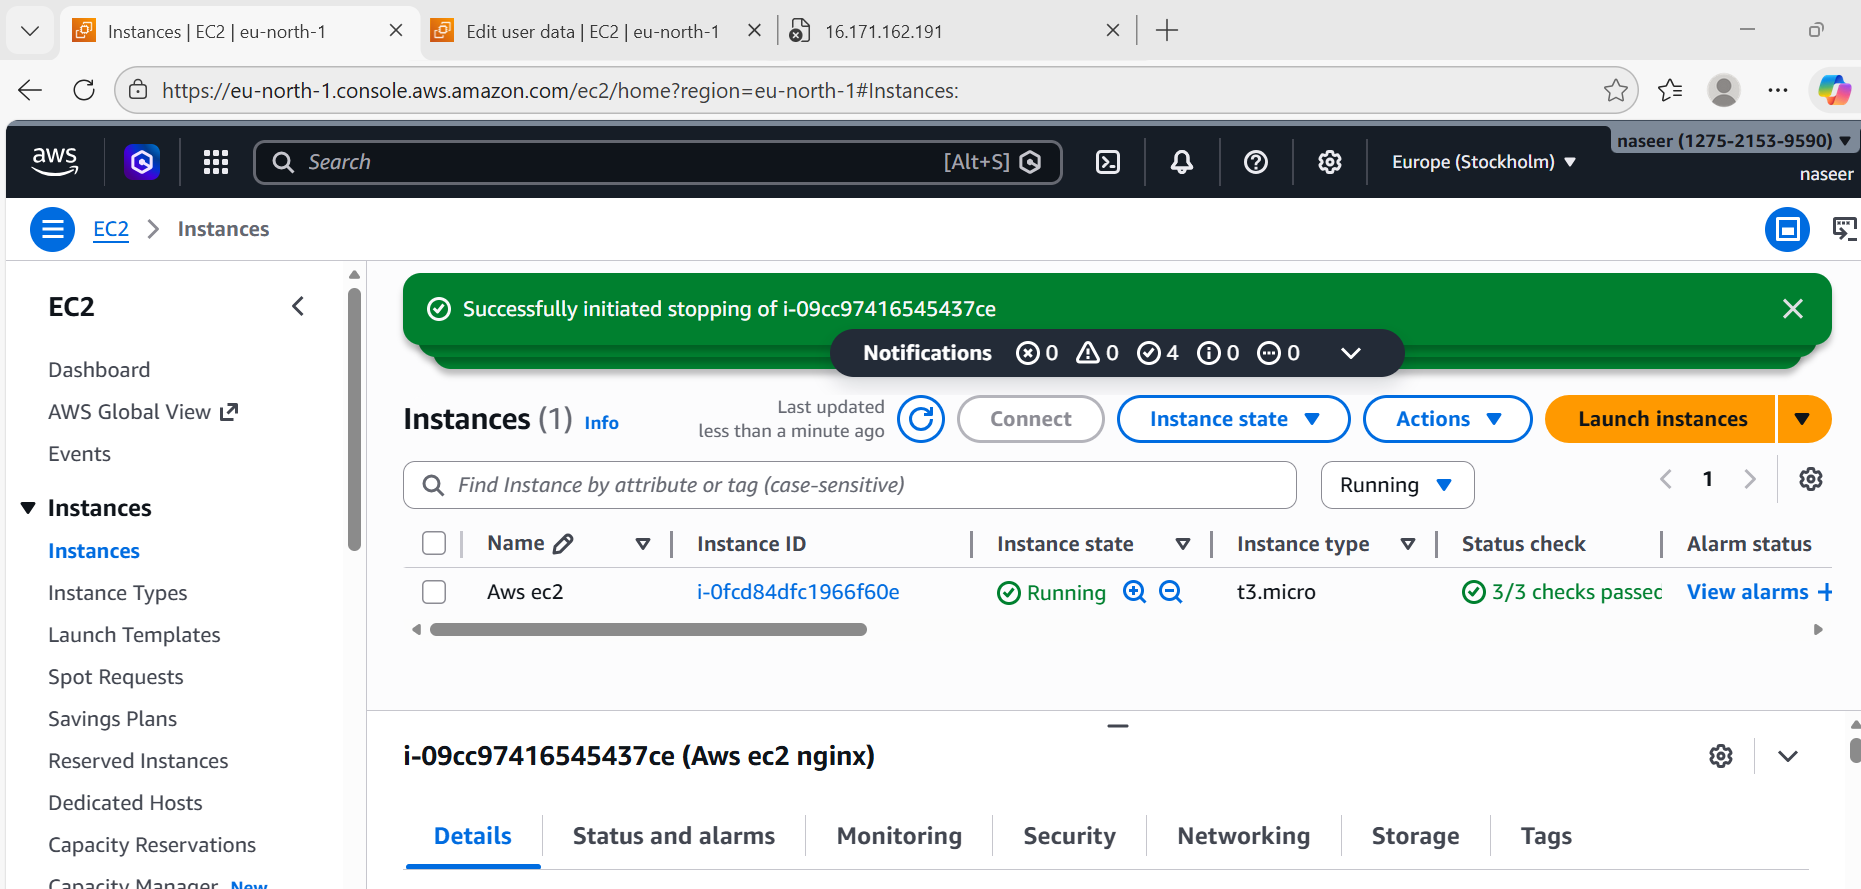 Instances | EC2 | eu-north-1
Edit user data | EC2 | eu-north-1
16.171.162.191
https://eu-north-1.console.aws.amazon.com/ec2/home?region=eu-north-1#Instances:
aws
Search
[Alt+S]
Europe (Stockholm)
naseer (1275-2153-9590)
naseer
EC2
Instances
EC2
Dashboard
AWS Global View
Events
Instances
Instances
Instance Types
Launch Templates
Spot Requests
Savings Plans
Reserved Instances
Dedicated Hosts
Capacity Reservations
Capacity Manager New
Successfully initiated stopping of i-09cc97416545437ce
Notifications 0 0 4 0 0
Instances (1) Info
Last updated
less than a minute ago
Connect
Instance state
Actions
Launch instances
Find Instance by attribute or tag (case-sensitive)
Running
1
Name Instance ID Instance state Instance type Status check Alarm status
Aws ec2 i-0fcd84dfc1966f60e Running t3.micro 3/3 checks passed View alarms +
i-09cc97416545437ce (Aws ec2 nginx)
Details Status and alarms Monitoring Security Networking Storage Tags